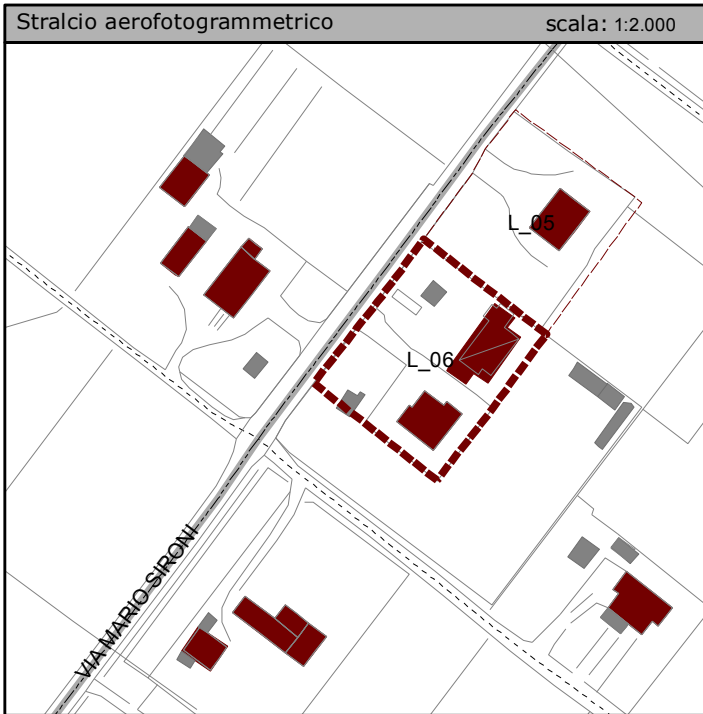 Stralcio aerofotogrammetrico scala: 1:2.000
L_05
L_06
VIA MARIO SIRONI